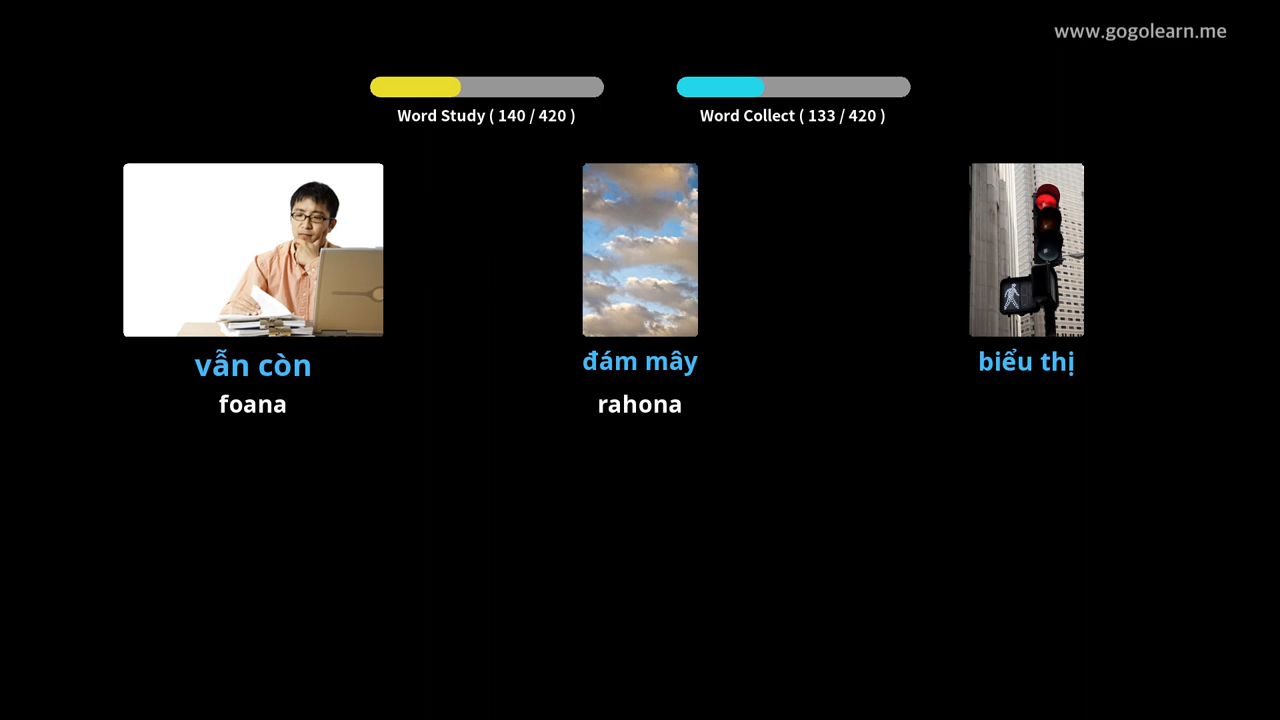 www.gogolearn.me
Word Study ( 140 / 420 )
Word Collect ( 133 / 420 )
vẫn còn
foana
đám mây
rahona
biểu thị